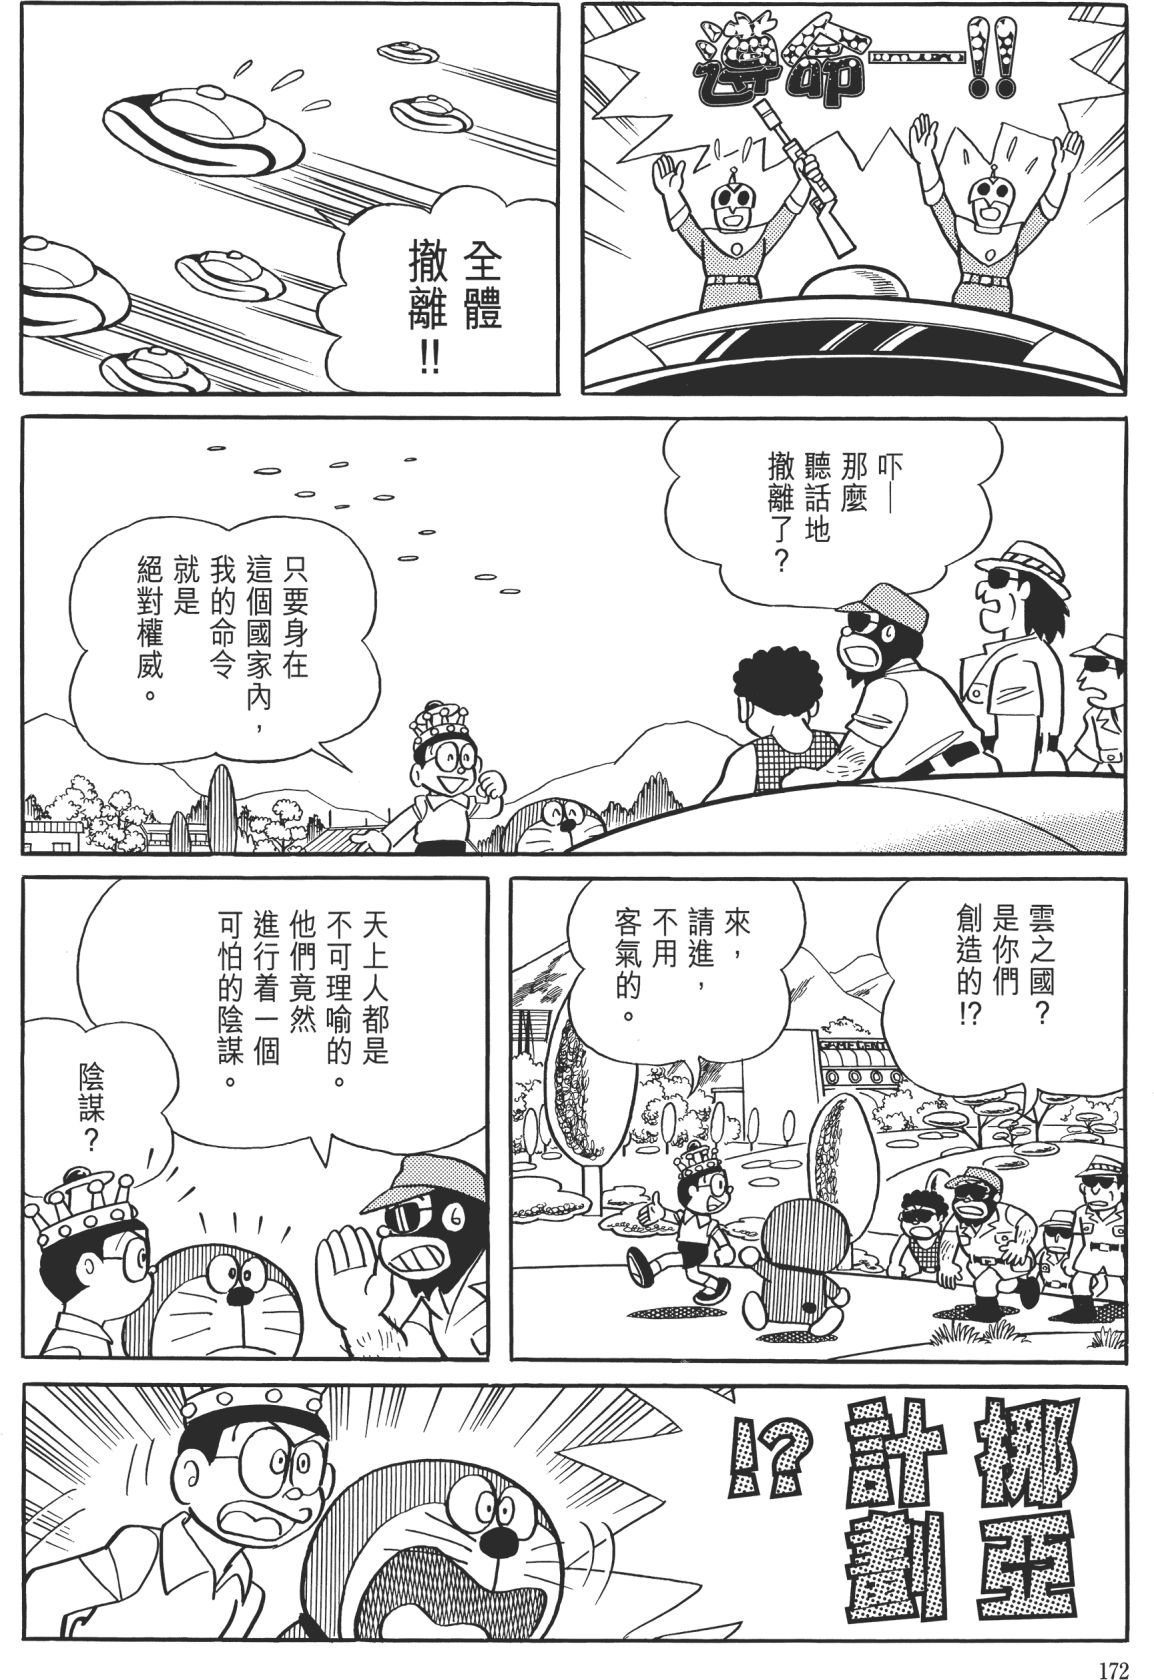 遵命——!!
全體
撤離!!
吓—
那麼
聽話地
撤離了?
只要身在
這個國家內，
我的命令
就是
絕對權威。
雲之國?
是你們
創造的!?
來，
請進，
不用
客氣的。
GAME CENT
天上人都是
不可理喻的。
他們竟然
進行着一個
可怕的陰謀。
陰謀?
挪亞
計劃
!?
172